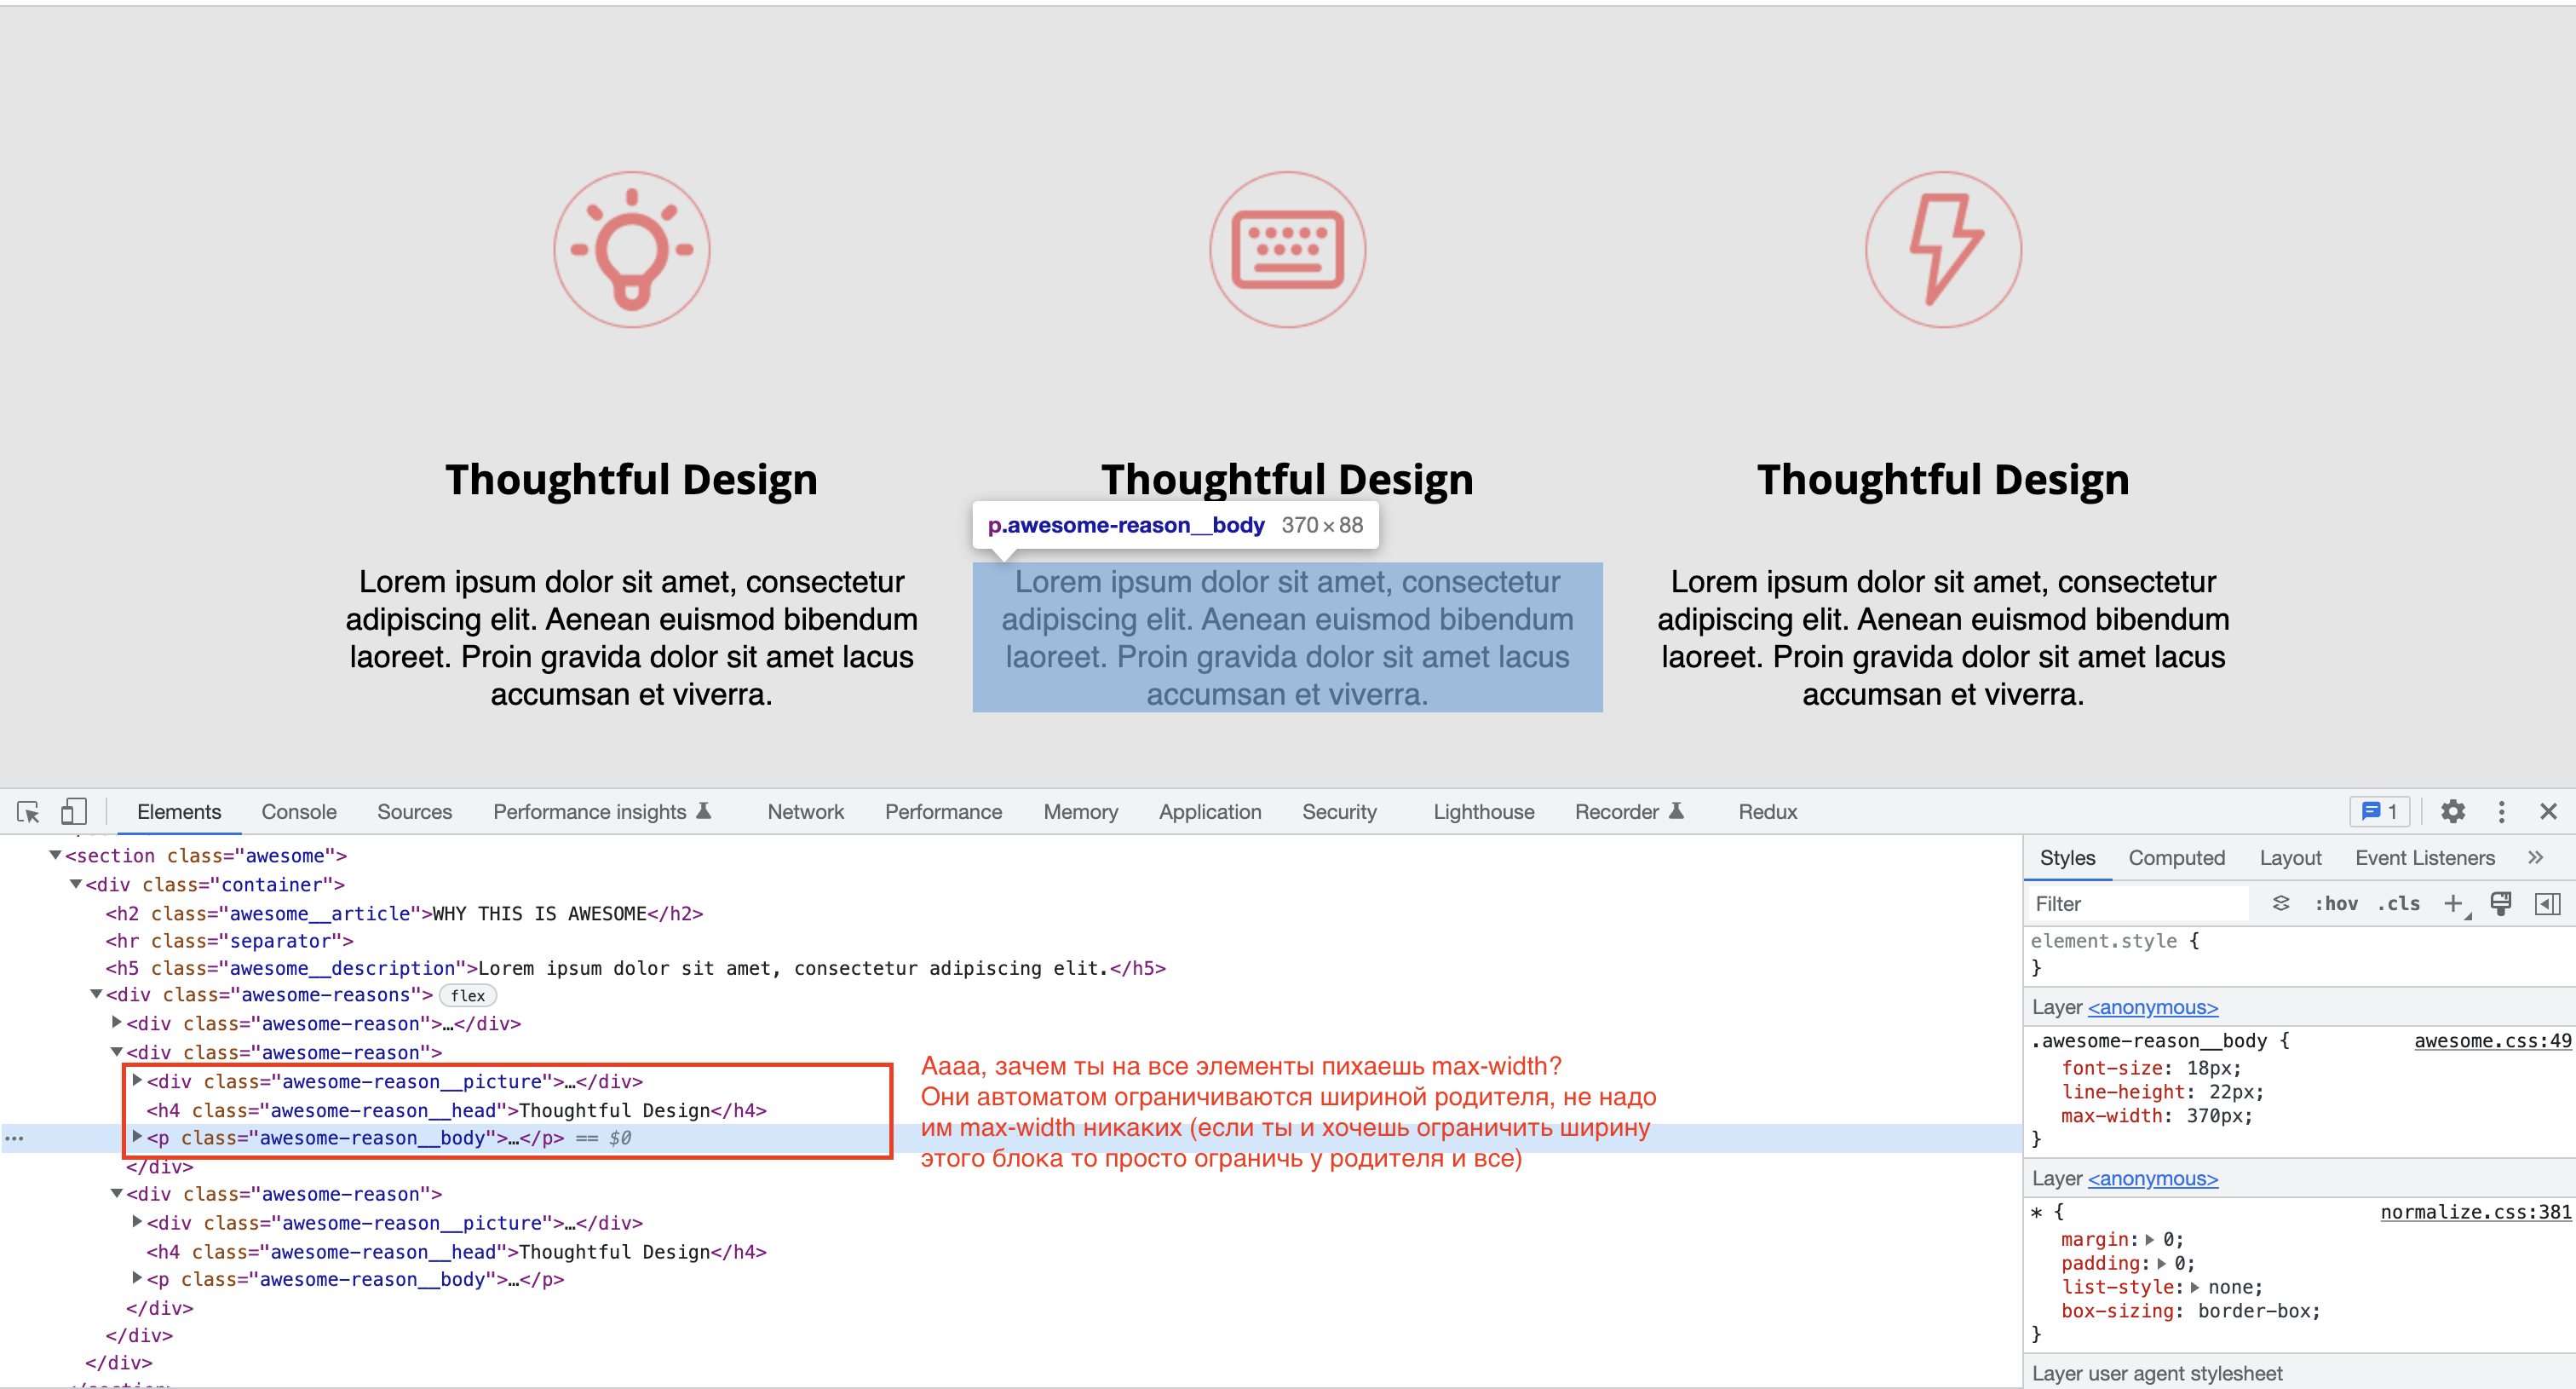 Thoughtful Design
Thoughtful Design
Thoughtful Design
p.awesome-reason__body 370×88
Lorem ipsum dolor sit amet, consectetur
adipiscing elit. Aenean euismod bibendum
laoreet. Proin gravida dolor sit amet lacus
accumsan et viverra.
Lorem ipsum dolor sit amet, consectetur
adipiscing elit. Aenean euismod bibendum
laoreet. Proin gravida dolor sit amet lacus
accumsan et viverra.
Lorem ipsum dolor sit amet, consectetur
adipiscing elit. Aenean euismod bibendum
laoreet. Proin gravida dolor sit amet lacus
accumsan et viverra.
Elements Console Sources Performance insights Network Performance Memory Application Security Lighthouse Recorder Redux 1
<section class="awesome">
<div class="container">
<h2 class="awesome__article">WHY THIS IS AWESOME</h2>
<hr class="separator">
<h5 class="awesome__description">Lorem ipsum dolor sit amet, consectetur adipiscing elit.</h5>
<div class="awesome-reasons"> flex
<div class="awesome-reason">…</div>
<div class="awesome-reason">
<div class="awesome-reason__picture">…</div>
<h4 class="awesome-reason__head">Thoughtful Design</h4>
<p class="awesome-reason__body">…</p> == $0
</div>
<div class="awesome-reason">
<div class="awesome-reason__picture">…</div>
<h4 class="awesome-reason__head">Thoughtful Design</h4>
<p class="awesome-reason__body">…</p>
</div>
</div>
</div>
Аааа, зачем ты на все элементы пихаешь max-width?
Они автоматом ограничиваются шириной родителя, не надо
им max-width никаких (если ты и хочешь ограничить ширину
этого блока то просто ограничь у родителя и все)
Styles Computed Layout Event Listeners
Filter :hov .cls
element.style {
}
Layer <anonymous>
.awesome-reason__body { awesome.css:49
font-size: 18px;
line-height: 22px;
max-width: 370px;
}
Layer <anonymous>
* { normalize.css:381
margin: 0;
padding: 0;
list-style: none;
box-sizing: border-box;
}
Layer user agent stylesheet